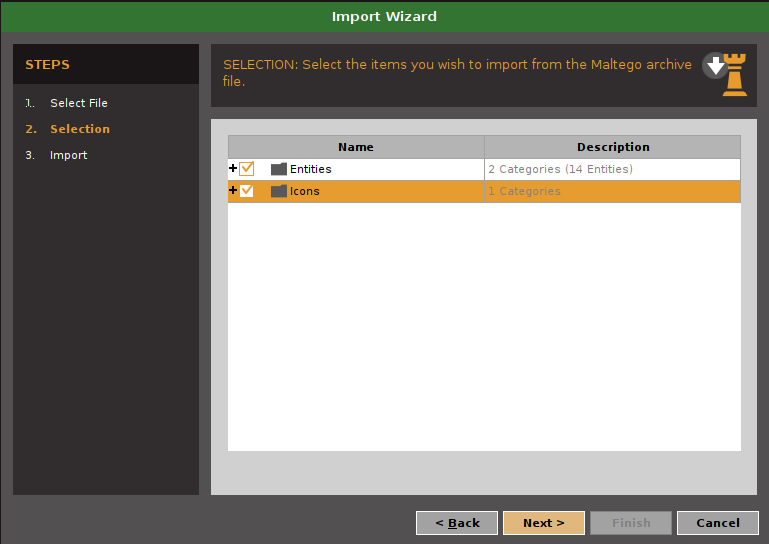 Import Wizard
STEPS
1. Select File
2. Selection
3. Import
SELECTION: Select the items you wish to import from the Maltego archive
file.
Name Description
Entities 2 Categories (14 Entities)
Icons 1 Categories
< Back Next > Finish Cancel